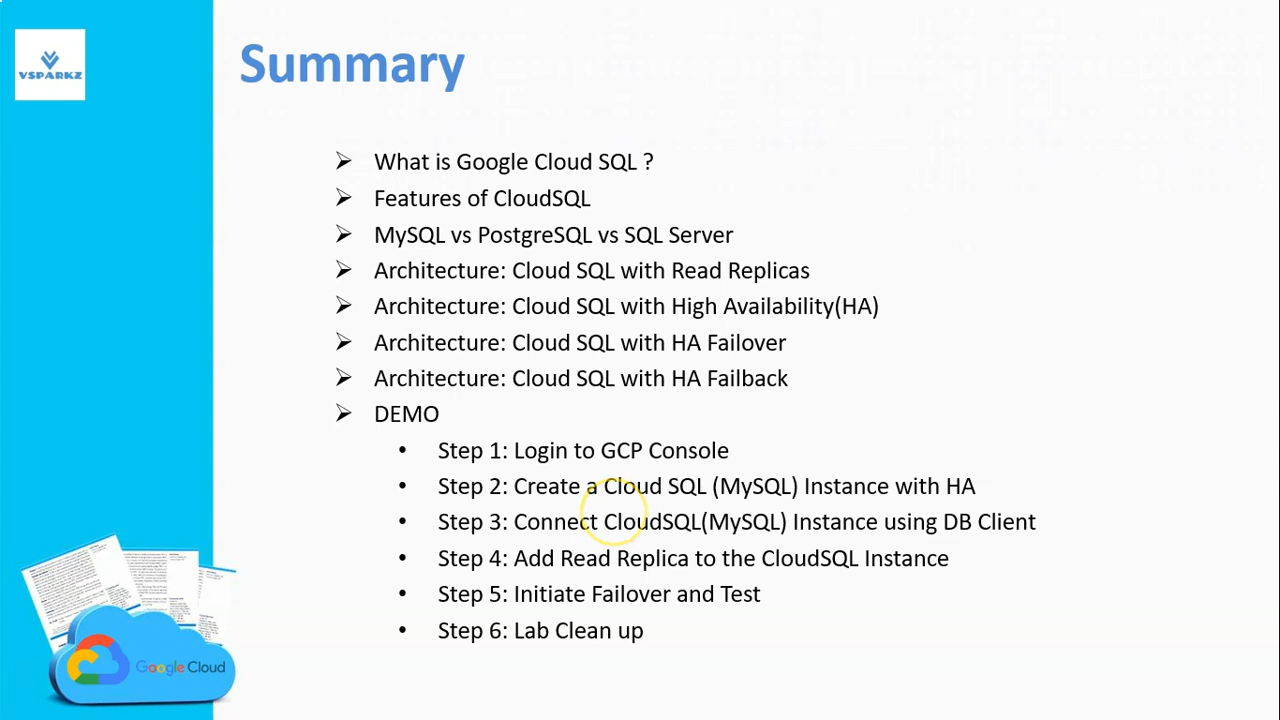 VSPARKZ
Summary
What is Google Cloud SQL ?
Features of CloudSQL
MySQL vs PostgreSQL vs SQL Server
Architecture: Cloud SQL with Read Replicas
Architecture: Cloud SQL with High Availability(HA)
Architecture: Cloud SQL with HA Failover
Architecture: Cloud SQL with HA Failback
DEMO
Step 1: Login to GCP Console
Step 2: Create a Cloud SQL (MySQL) Instance with HA
Step 3: Connect CloudSQL(MySQL) Instance using DB Client
Step 4: Add Read Replica to the CloudSQL instance
Step 5: Initiate Failover and Test
Step 6: Lab Clean up
Google Cloud